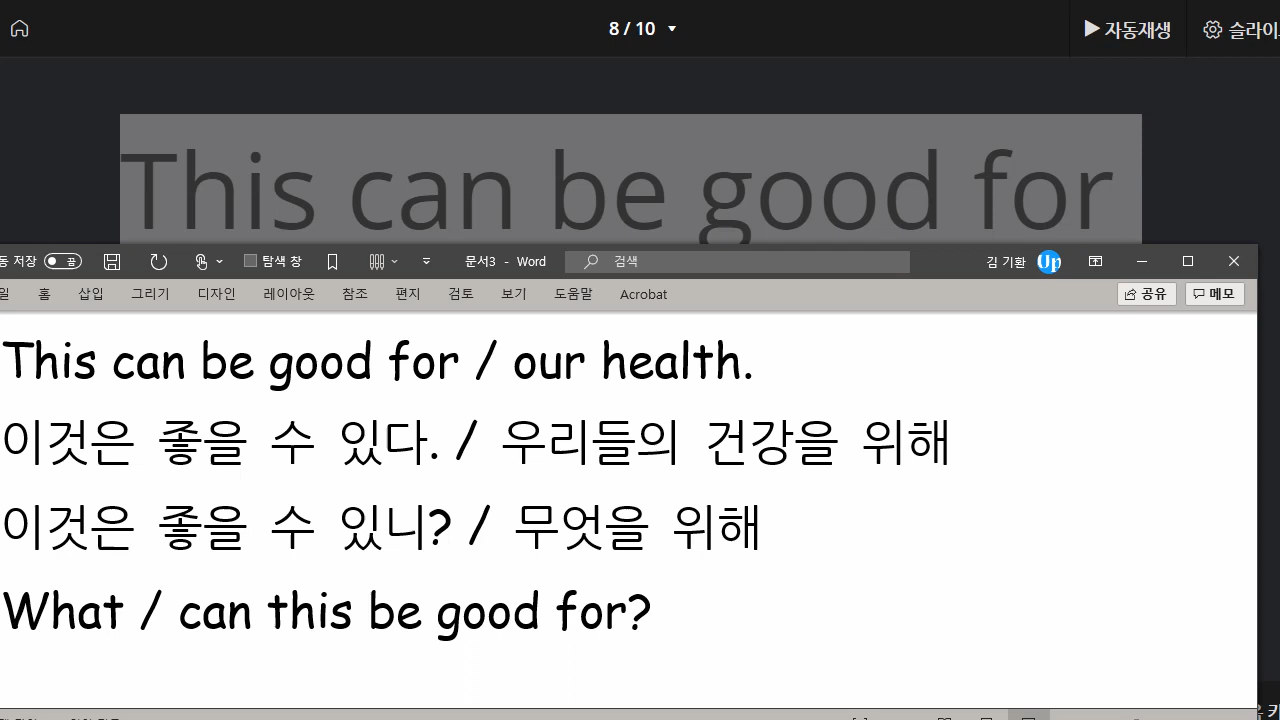 8 / 10
자동재생
This can be good for
동 저장
끔
탐색 창
문서3 - Word
검색
김 기환
Up
홈 삽입 그리기 디자인 레이아웃 참조 편지 검토 보기 도움말 Acrobat
공유
메모
This can be good for / our health.
이것은 좋을 수 있다. / 우리들의 건강을 위해
이것은 좋을 수 있니? / 무엇을 위해
What / can this be good for?